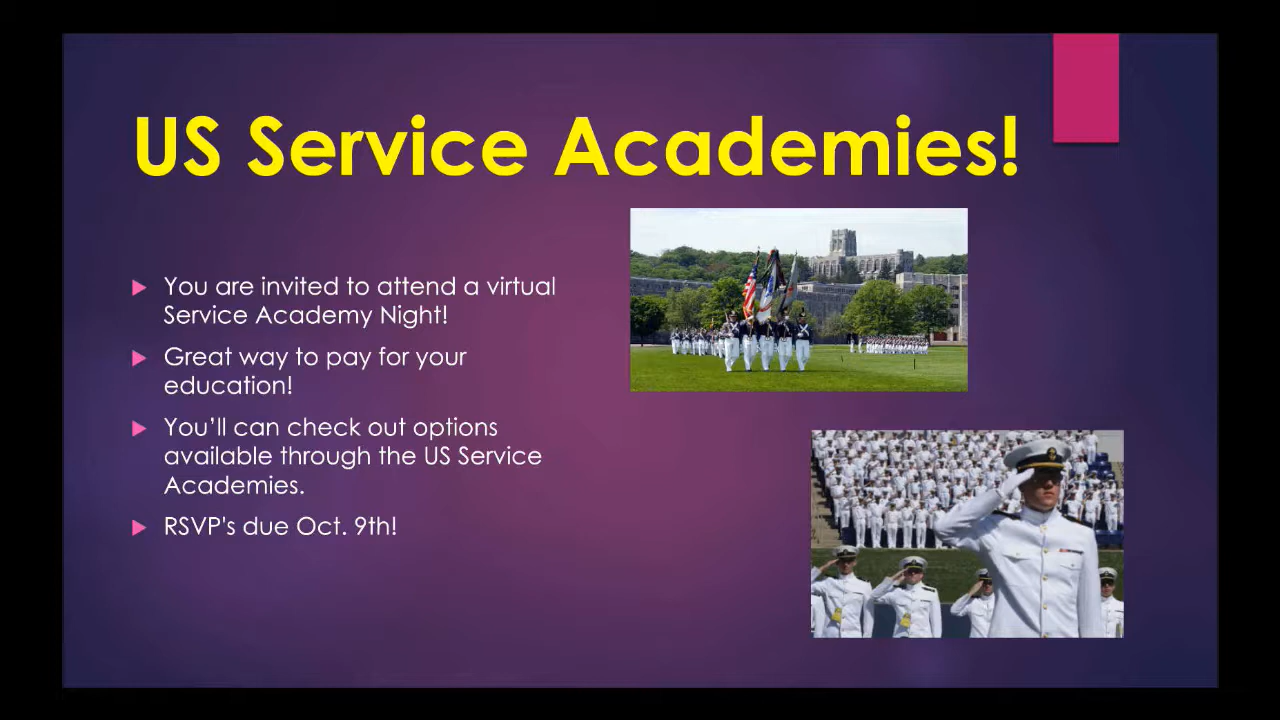 US Service Academies!
You are invited to attend a virtual
Service Academy Night!
Great way to pay for your
education!
You'll can check out options
available through the US Service
Academies.
RSVP's due Oct. 9th!